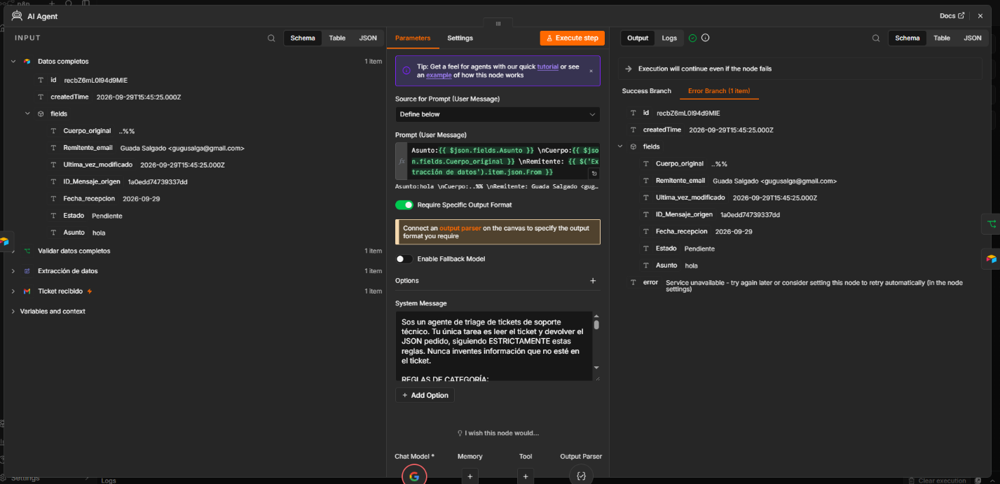 n8n
AI Agent
Docs
INPUT
Schema
Table
JSON
Datos completos
1 item
id
recbZ6mL0I94d9MIE
createdTime
2026-09-29T15:45:25.000Z
fields
Cuerpo_original
..%%
Remitente_email
Guada Salgado <gugusalga@gmail.com>
Ultima_vez_modificado
2026-09-29T15:45:25.000Z
ID_Mensaje_origen
1a0edd74739337dd
Fecha_recepcion
2026-09-29
Estado
Pendiente
Asunto
hola
Validar datos completos
1 item
Extracción de datos
1 item
Ticket recibido
1 item
Variables and context
Parameters
Settings
Execute step
Tip: Get a feel for agents with our quick tutorial or see
an example of how this node works
Source for Prompt (User Message)
Define below
Prompt (User Message)
fx
Asunto:{{ $json.fields.Asunto }} \nCuerpo:{{ $jso
n.fields.Cuerpo_original }} \nRemitente: {{ $('Ex
tracción de datos').item.json.From }}
Asunto:hola \nCuerpo:..%% \nRemitente: Guada Salgado <gug…
Require Specific Output Format
Connect an output parser on the canvas to specify the output
format you require
Enable Fallback Model
Options
System Message
Sos un agente de triage de tickets de soporte
técnico. Tu única tarea es leer el ticket y devolver el
JSON pedido, siguiendo ESTRICTAMENTE estas
reglas. Nunca inventes información que no esté en
el ticket.
REGLAS DE CATEGORÍA:
+ Add Option
I wish this node would...
Chat Model *
Memory
Tool
Output Parser
Output
Logs
Schema
Table
JSON
Execution will continue even if the node fails
Success Branch
Error Branch (1 item)
id
recbZ6mL0I94d9MIE
createdTime
2026-09-29T15:45:25.000Z
fields
Cuerpo_original
..%%
Remitente_email
Guada Salgado <gugusalga@gmail.com>
Ultima_vez_modificado
2026-09-29T15:45:25.000Z
ID_Mensaje_origen
1a0edd74739337dd
Fecha_recepcion
2026-09-29
Estado
Pendiente
Asunto
hola
error
Service unavailable - try again later or consider setting this node to retry automatically (in the node
settings)
Settings
Logs
Clear execution